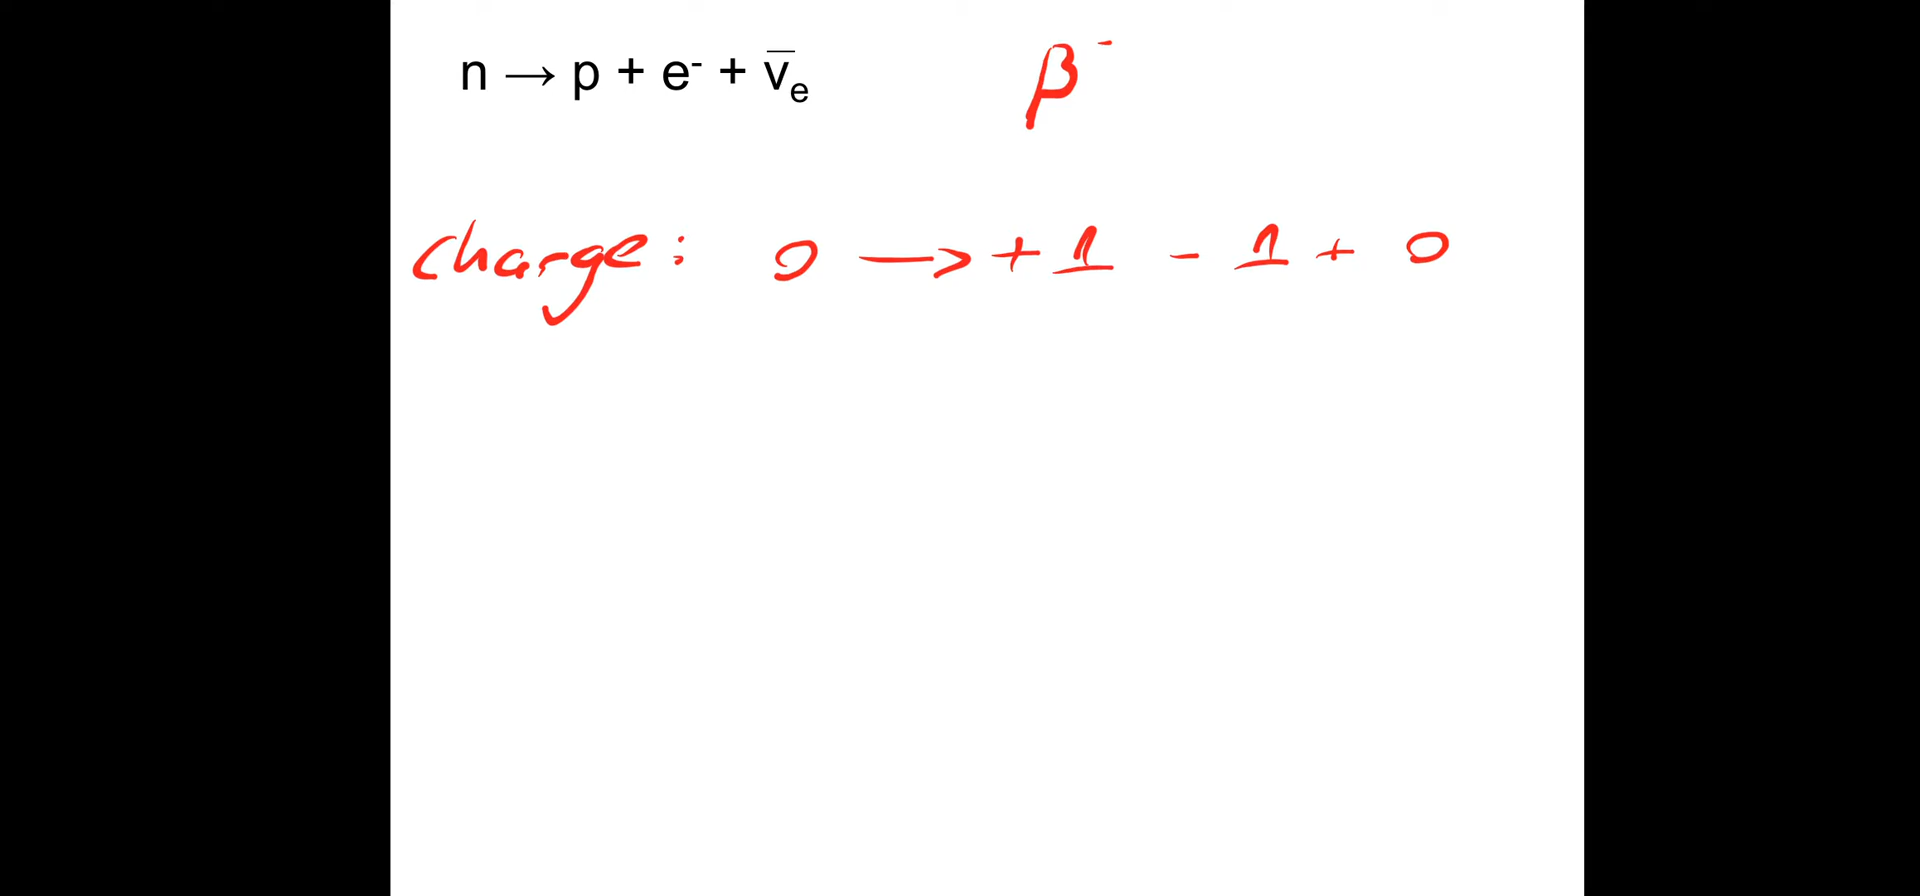 n → p + e⁻ + v̅ₑ β⁻
Charge: 0 → +1 - 1 + 0